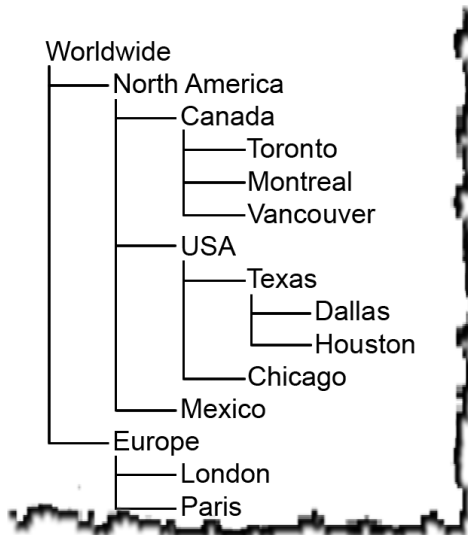 Worldwide
North America
Canada
Toronto
Montreal
Vancouver
USA
Texas
Dallas
Houston
Chicago
Mexico
Europe
London
Paris